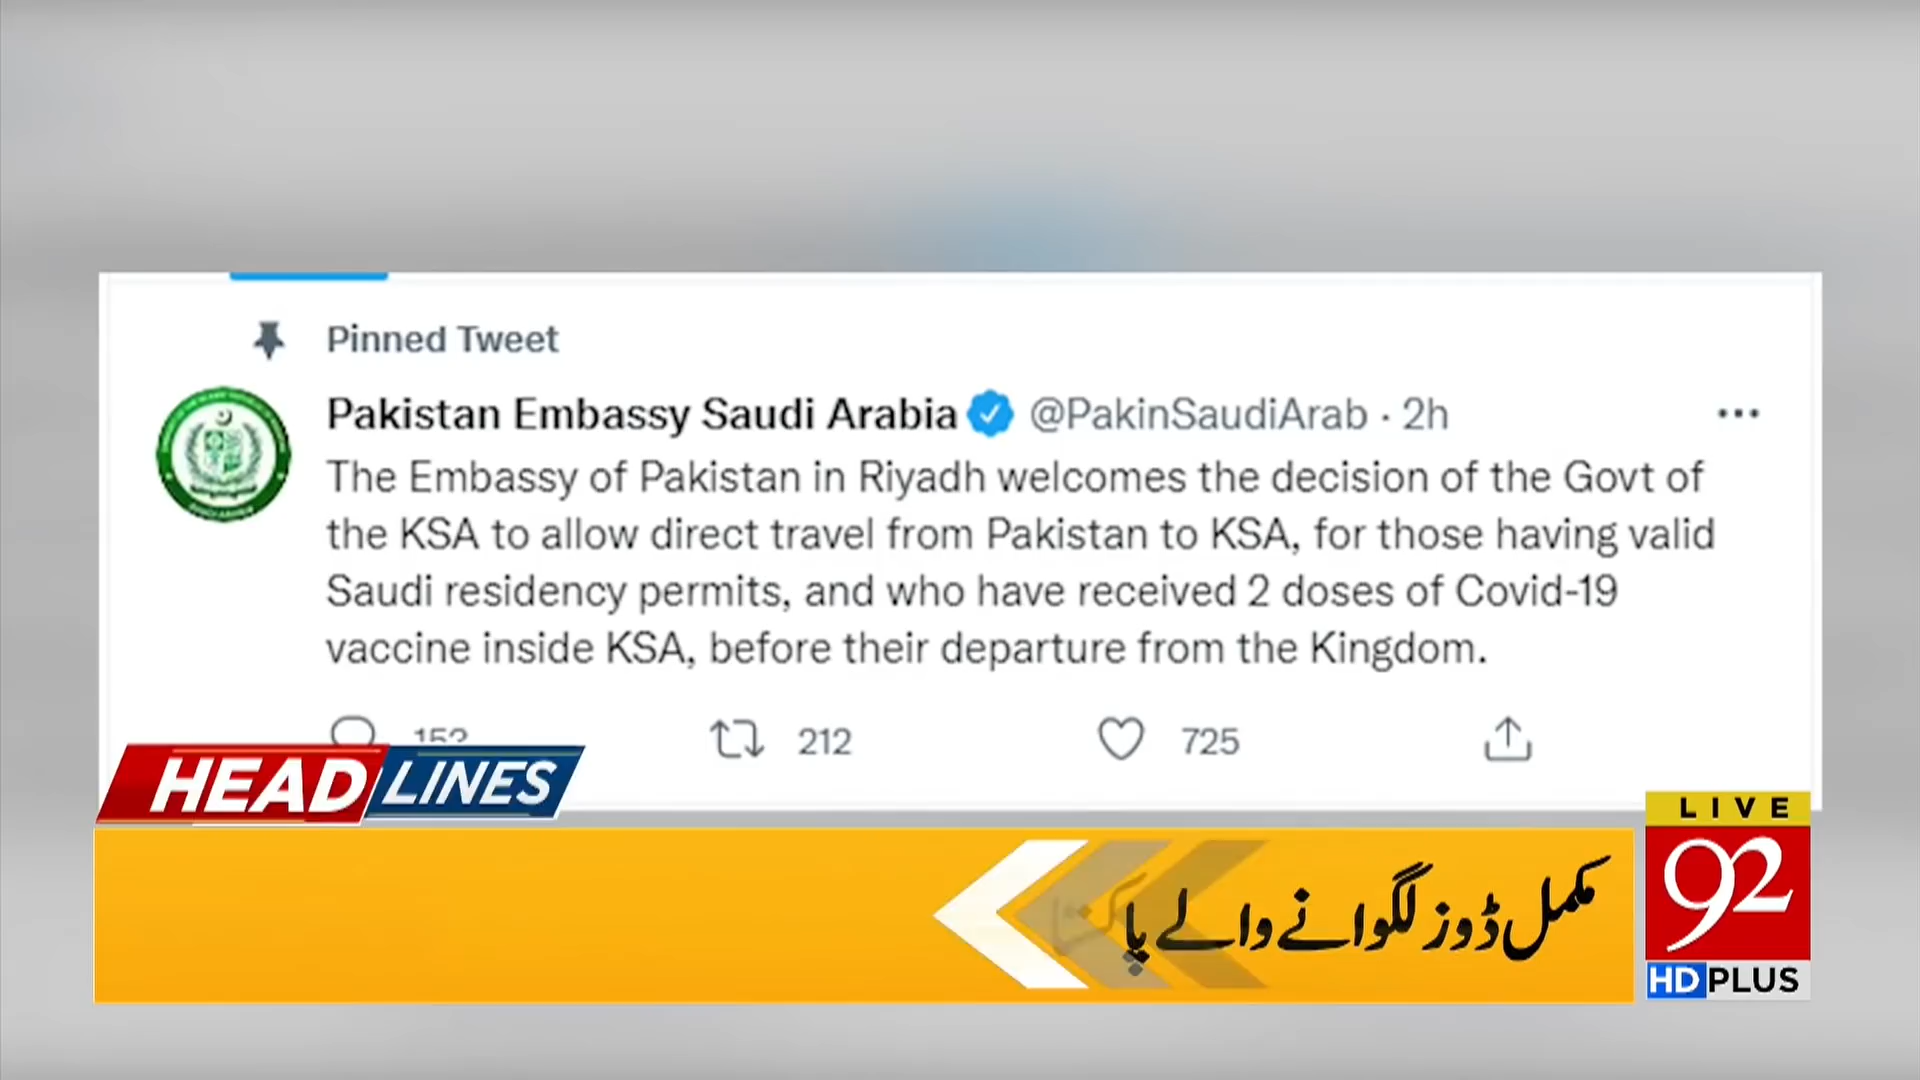 Pinned Tweet
Pakistan Embassy Saudi Arabia @PakinSaudiArab · 2h
The Embassy of Pakistan in Riyadh welcomes the decision of the Govt of
the KSA to allow direct travel from Pakistan to KSA, for those having valid
Saudi residency permits, and who have received 2 doses of Covid-19
vaccine inside KSA, before their departure from the Kingdom.
212 725
HEADLINES
LIVE
مکمل ڈوز لگوانے والے
92
HD PLUS